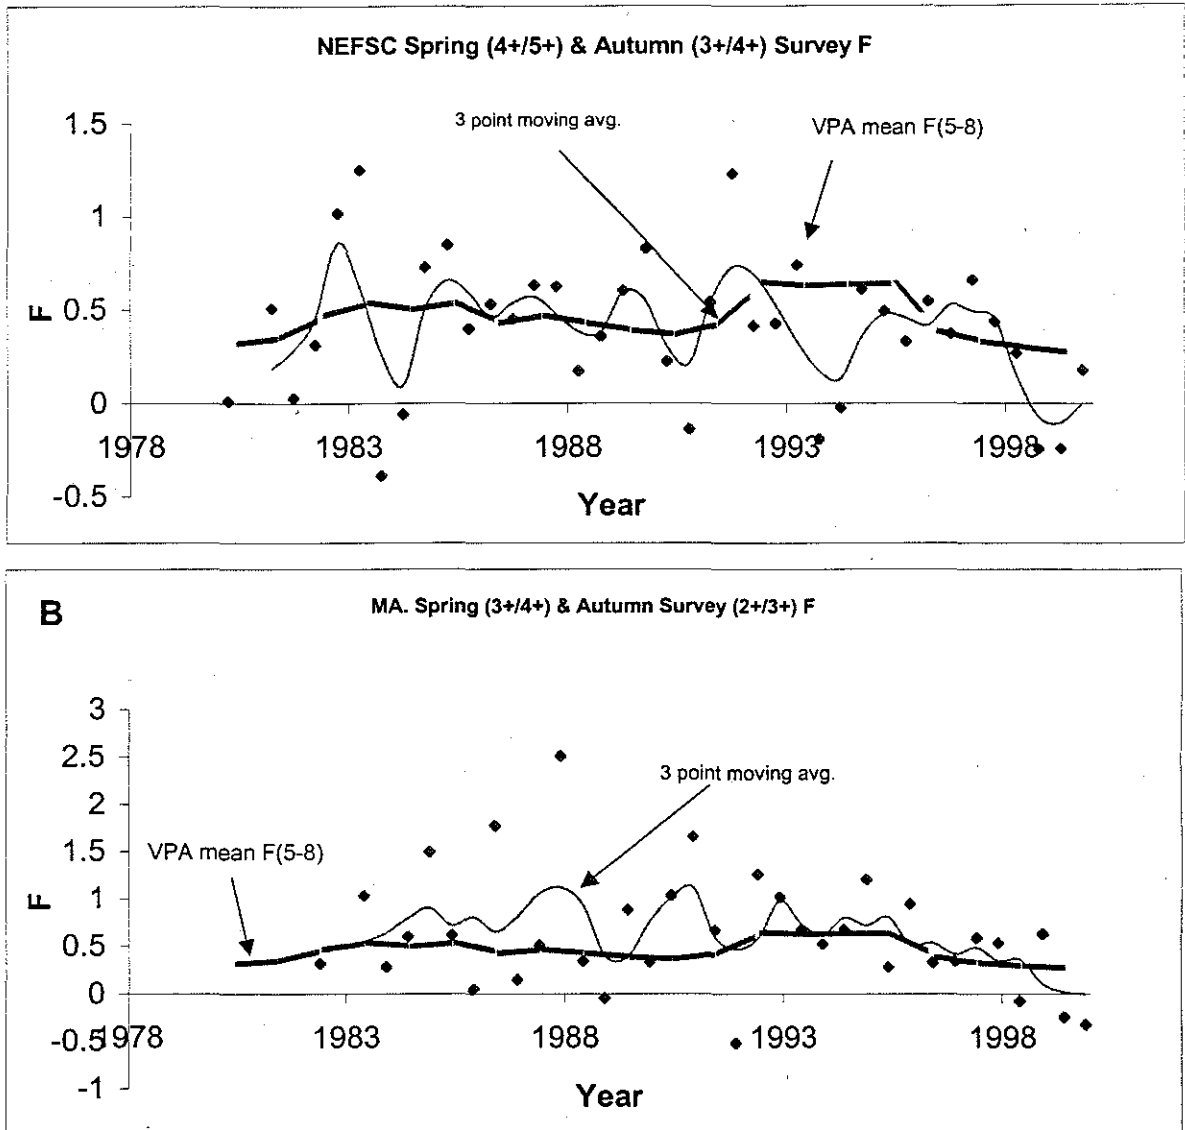 NEFSC Spring (4+/5+) & Autumn (3+/4+) Survey F
3 point moving avg.
VPA mean F(5-8)
1.5
1
0.5
0
-0.5
F
1978
1983
1988
1993
1998
Year
B
MA. Spring (3+/4+) & Autumn Survey (2+/3+) F
3 point moving avg.
VPA mean F(5-8)
3
2.5
2
1.5
1
0.5
0
-0.5
-1
F
1978
1983
1988
1993
1998
Year